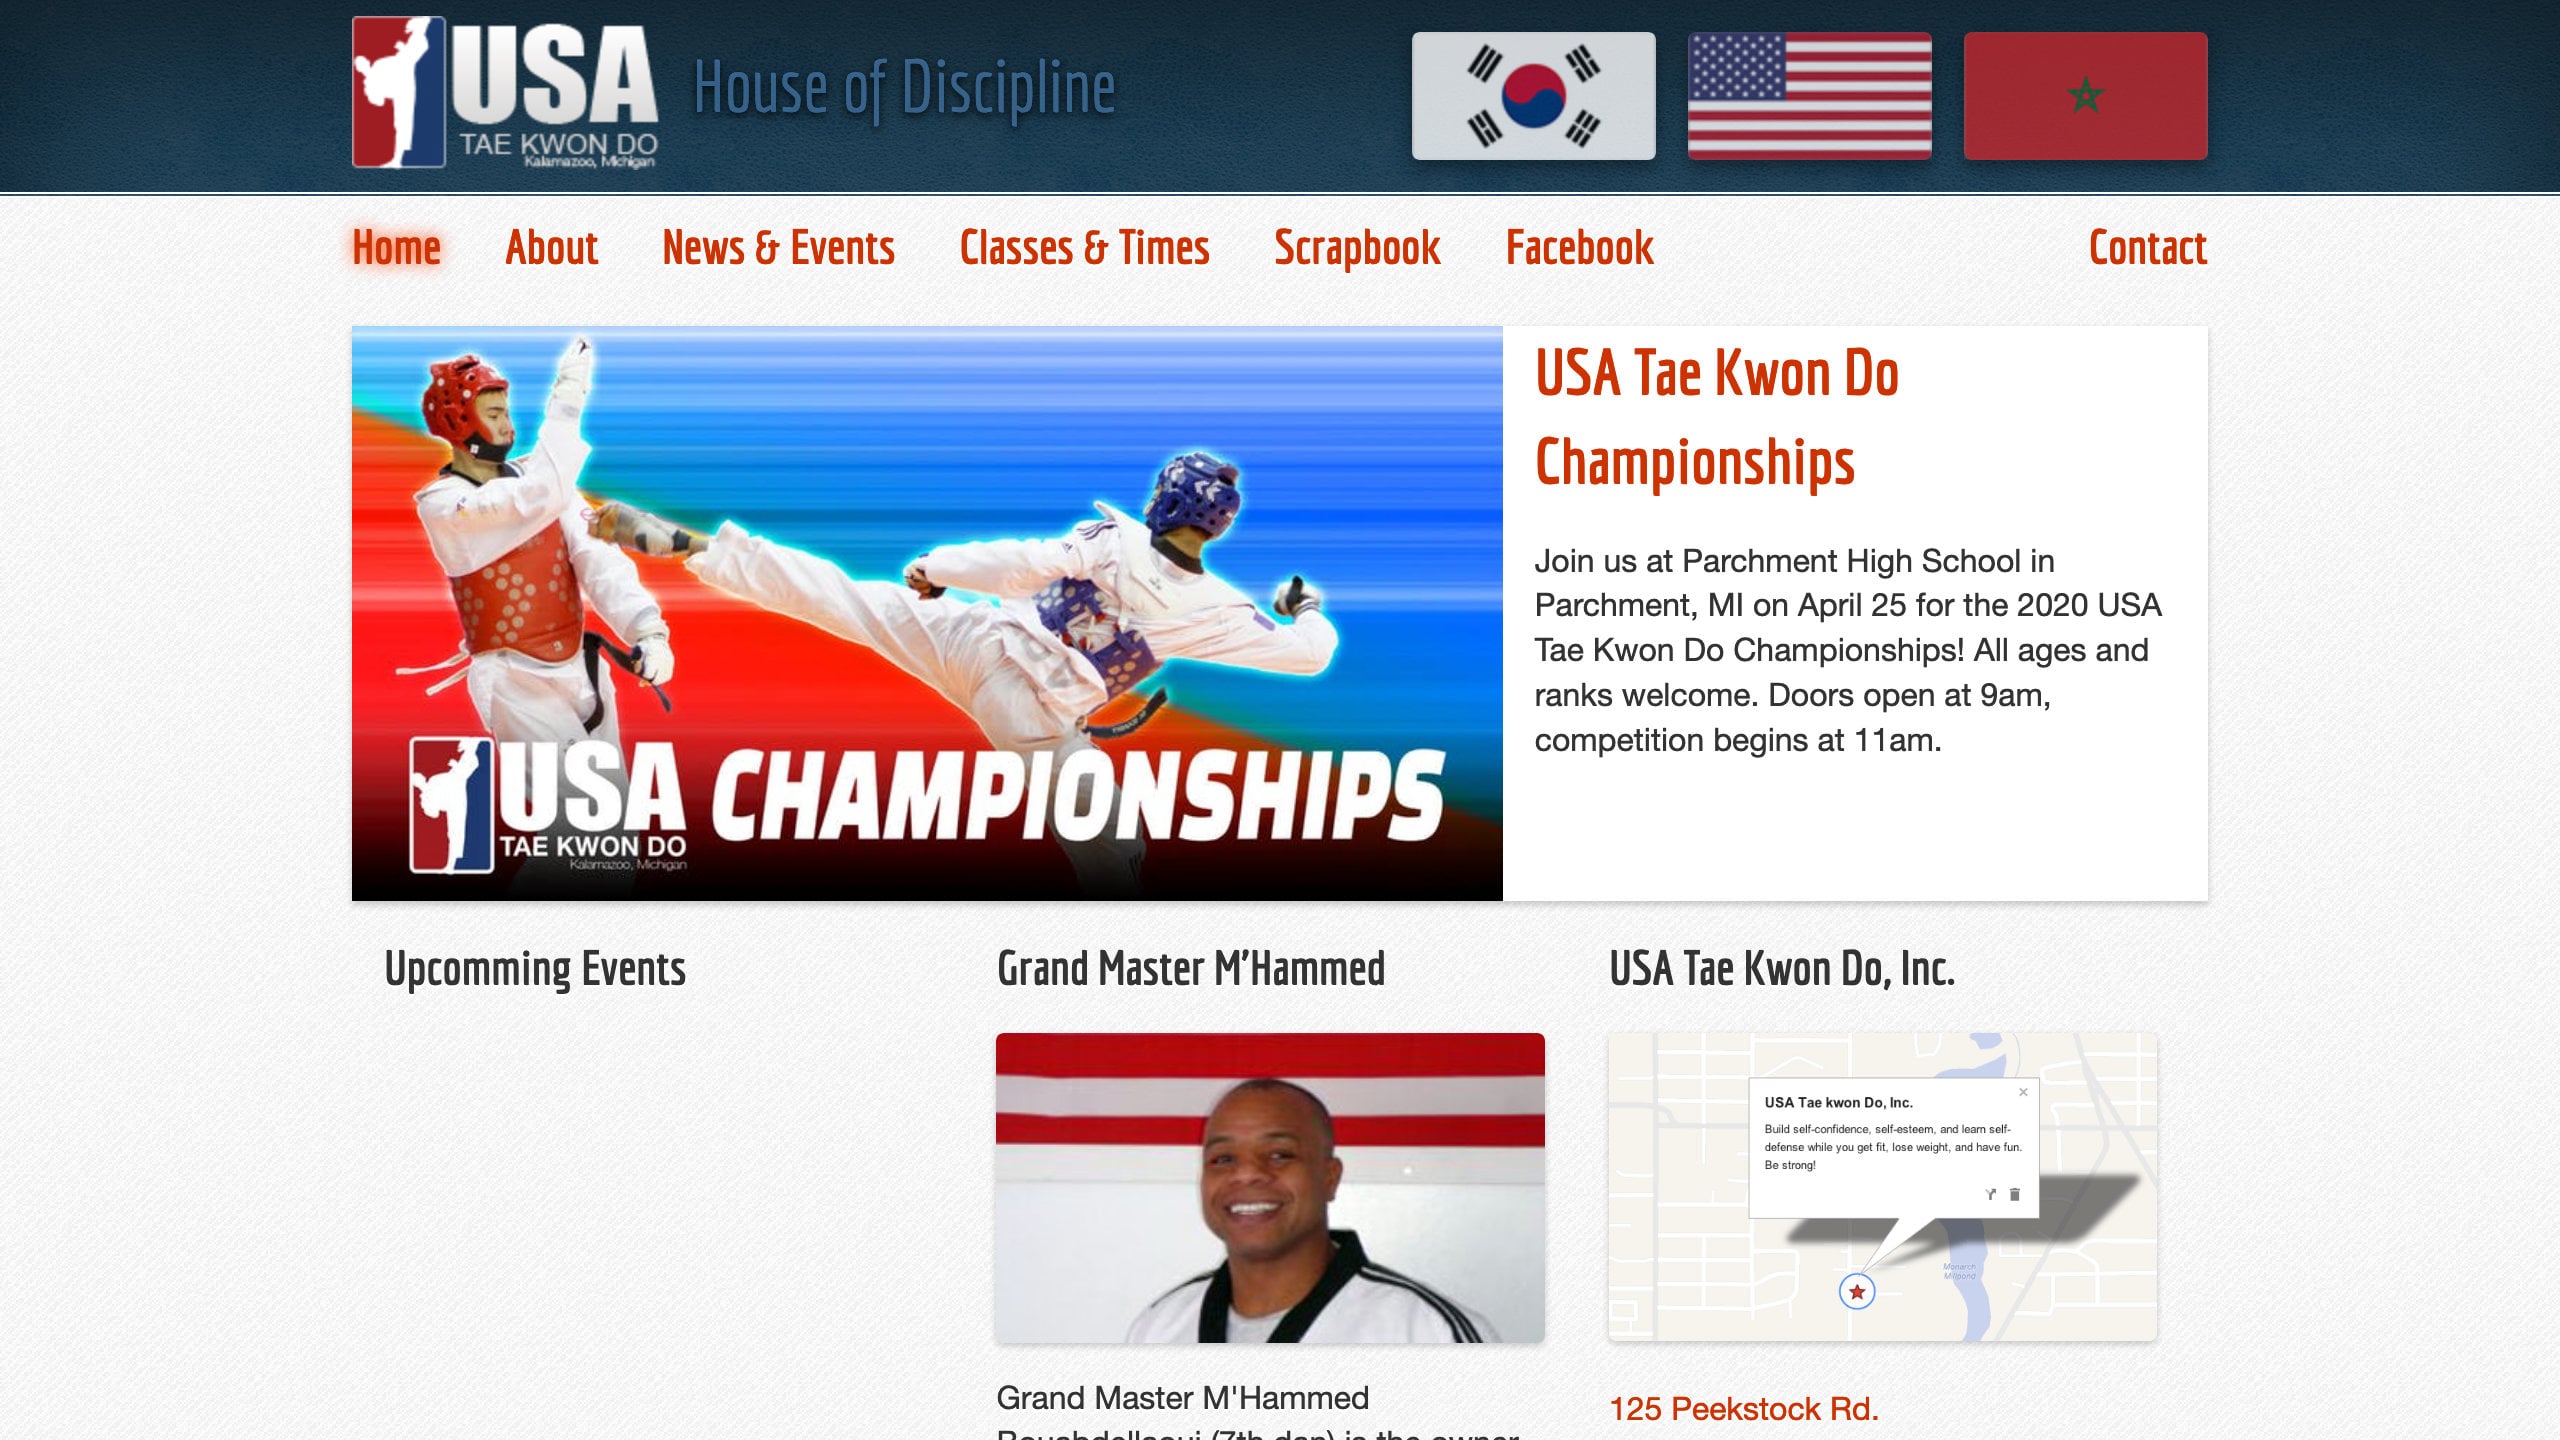 USA
TAE KWON DO
Kalamazoo, Michigan
House of Discipline
Home About News & Events Classes & Times Scrapbook Facebook Contact
USA Tae Kwon Do
Championships
Join us at Parchment High School in
Parchment, MI on April 25 for the 2020 USA
Tae Kwon Do Championships! All ages and
ranks welcome. Doors open at 9am,
competition begins at 11am.
USA CHAMPIONSHIPS
TAE KWON DO
Kalamazoo, Michigan
Upcomming Events
Grand Master M'Hammed
USA Tae Kwon Do, Inc.
USA Tae kwon Do, Inc.
Build self-confidence, self-esteem, and learn self-
defense while you get fit, lose weight, and have fun.
Be strong!
Monarch
Millpond
Grand Master M'Hammed
125 Peekstock Rd.